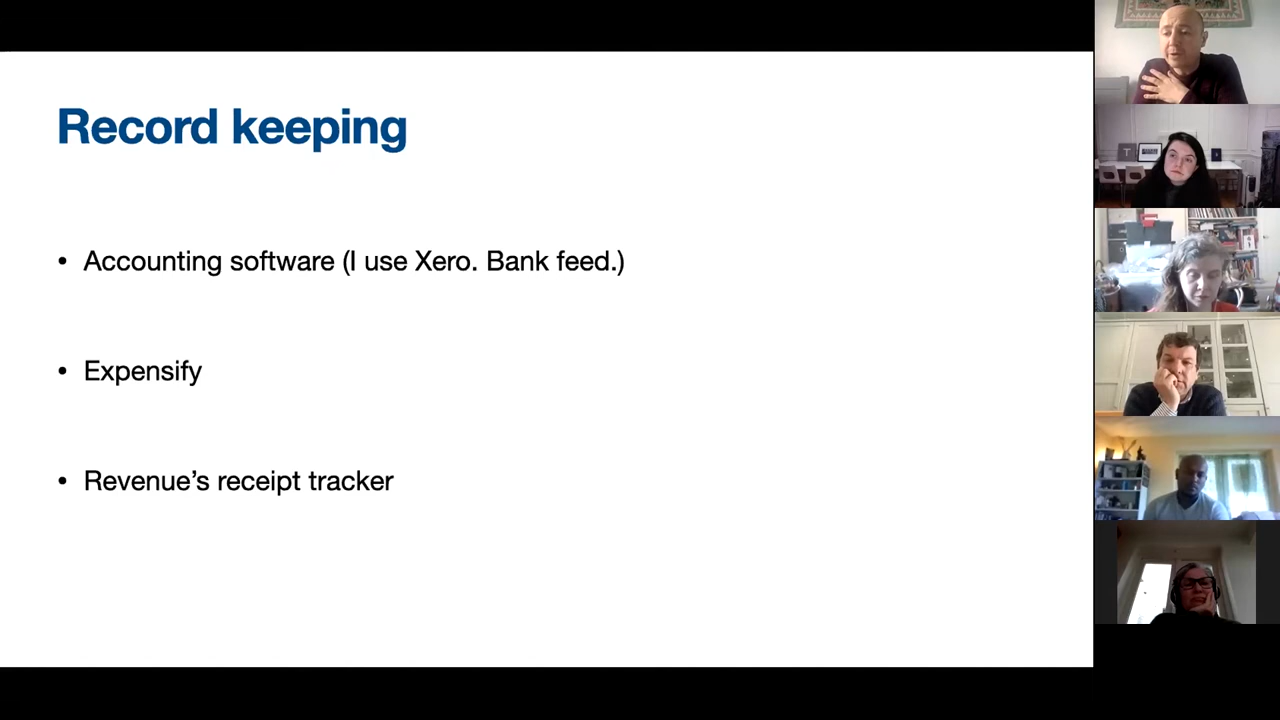 Record keeping
• Accounting software (I use Xero. Bank feed.)
• Expensify
• Revenue’s receipt tracker